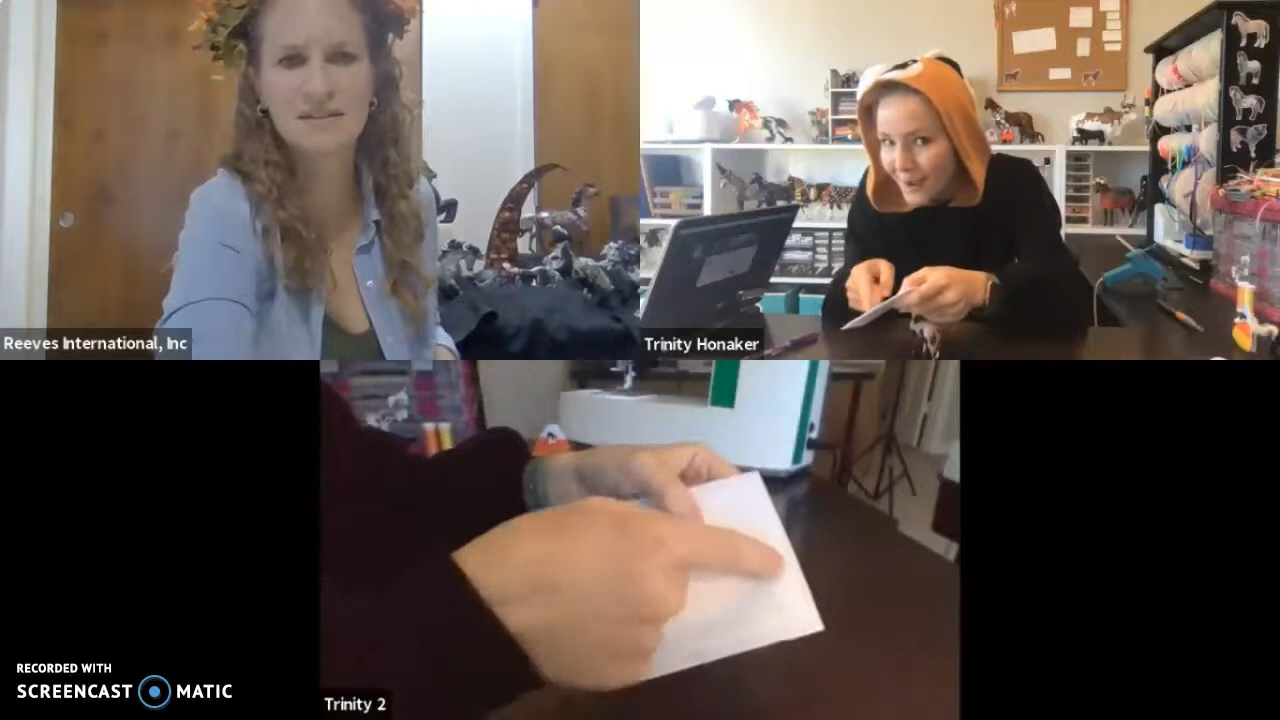 Reeves International, Inc
Trinity Honaker
Trinity 2
RECORDED WITH
SCREENCAST MATIC